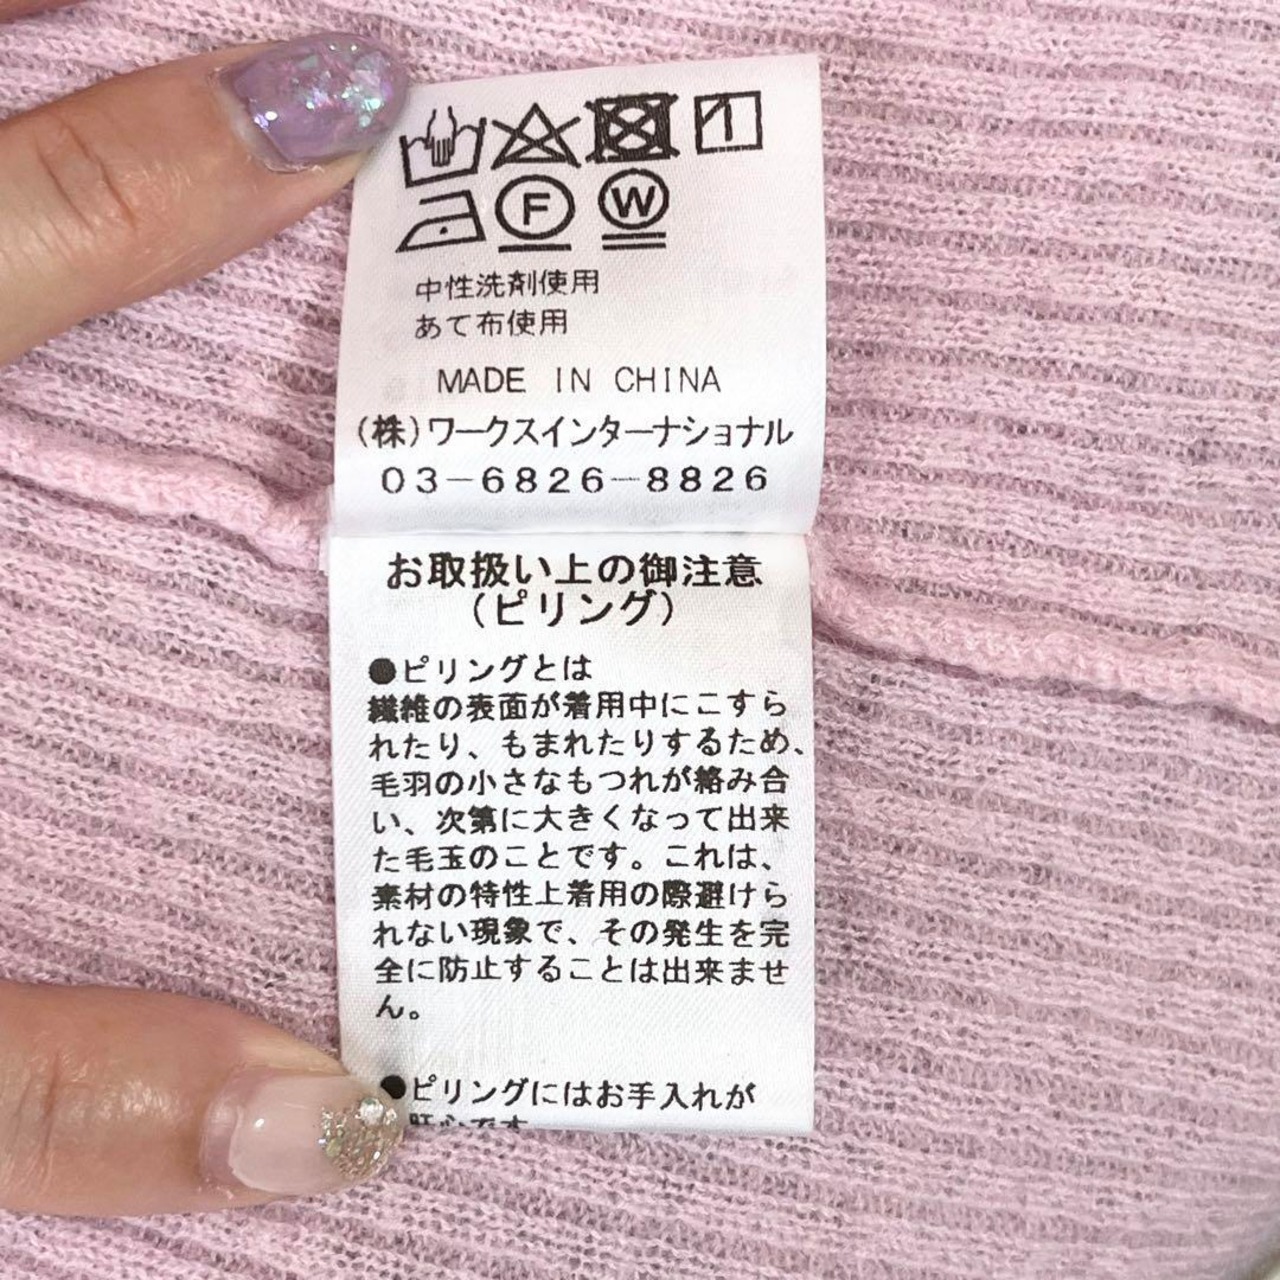 F W
中性洗剤使用
あて布使用
MADE IN CHINA
(株)ワークスインターナショナル
03-6826-8826
お取扱い上の御注意
(ピリング)
●ピリングとは
繊維の表面が着用中にこすら
れたり、もまれたりするため、
毛羽の小さなもつれが絡み合
い、次第に大きくなって出来
た毛玉のことです。これは、
素材の特性上着用の際避けら
れない現象で、その発生を完
全に防止することは出来ませ
ん。
●ピリングにはお手入れが
肝心です